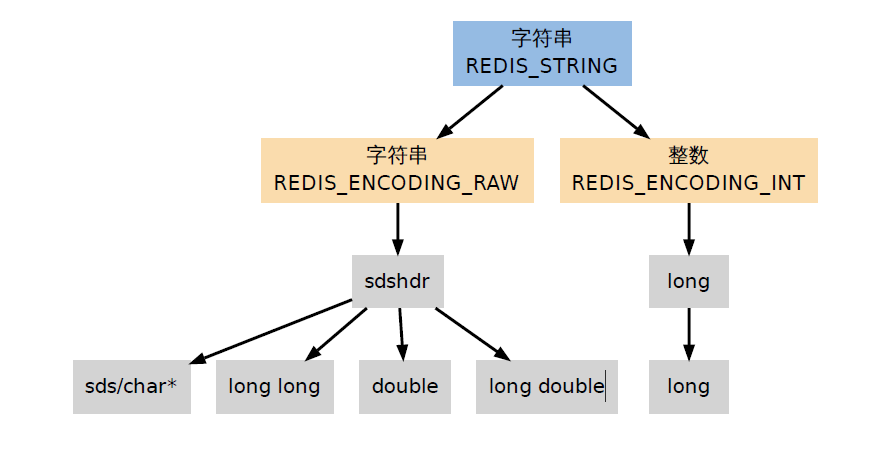 字符串
REDIS_STRING
字符串
REDIS_ENCODING_RAW
整数
REDIS_ENCODING_INT
sdshdr
long
sds/char*
long long
double
long double
long